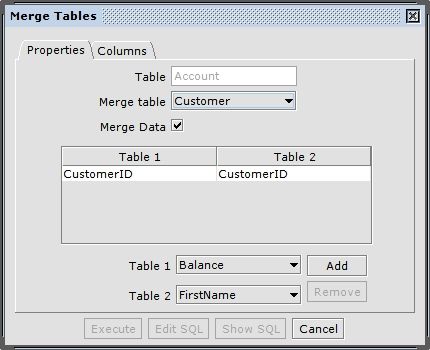 Merge Tables
Properties Columns
Table Account
Merge table Customer
Merge Data
Table 1 Table 2
CustomerID CustomerID
Table 1 Balance Add
Table 2 FirstName Remove
Execute Edit SQL Show SQL Cancel